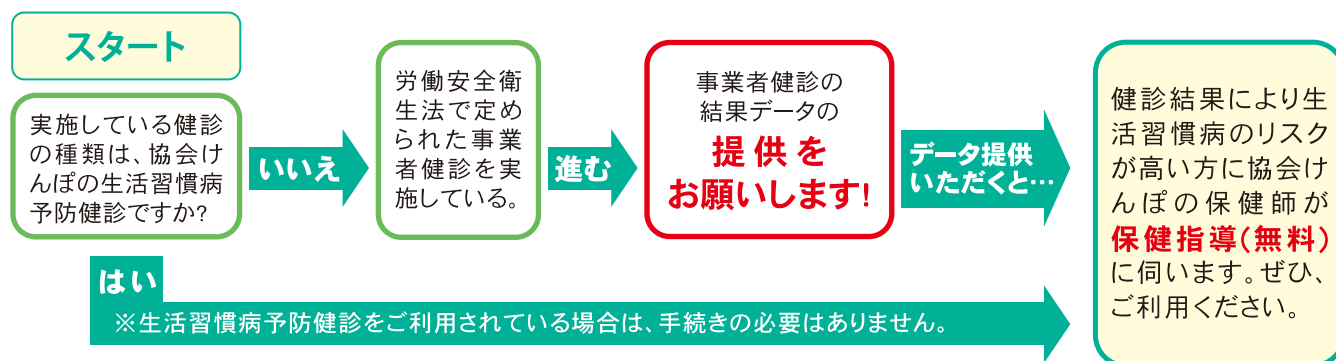 スタート
実施している健診
の種類は、協会け
んぽの生活習慣病
予防健診ですか?
いいえ
労働安全衛
生法で定め
られた事業
者健診を実
施している。
進む
事業者健診の
結果データの
提供を
お願いします!
データ提供
いただくと…
健診結果により生
活習慣病のリスク
が高い方に協会け
んぽの保健師が
保健指導(無料)
に伺います。ぜひ、
ご利用ください。
はい
※生活習慣病予防健診をご利用されている場合は、手続きの必要はありません。